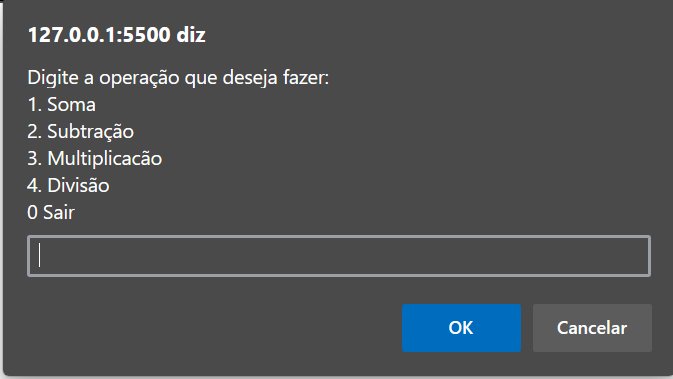 127.0.0.1:5500 diz
Digite a operação que deseja fazer:
1. Soma
2. Subtração
3. Multiplicacão
4. Divisão
0 Sair
OK
Cancelar